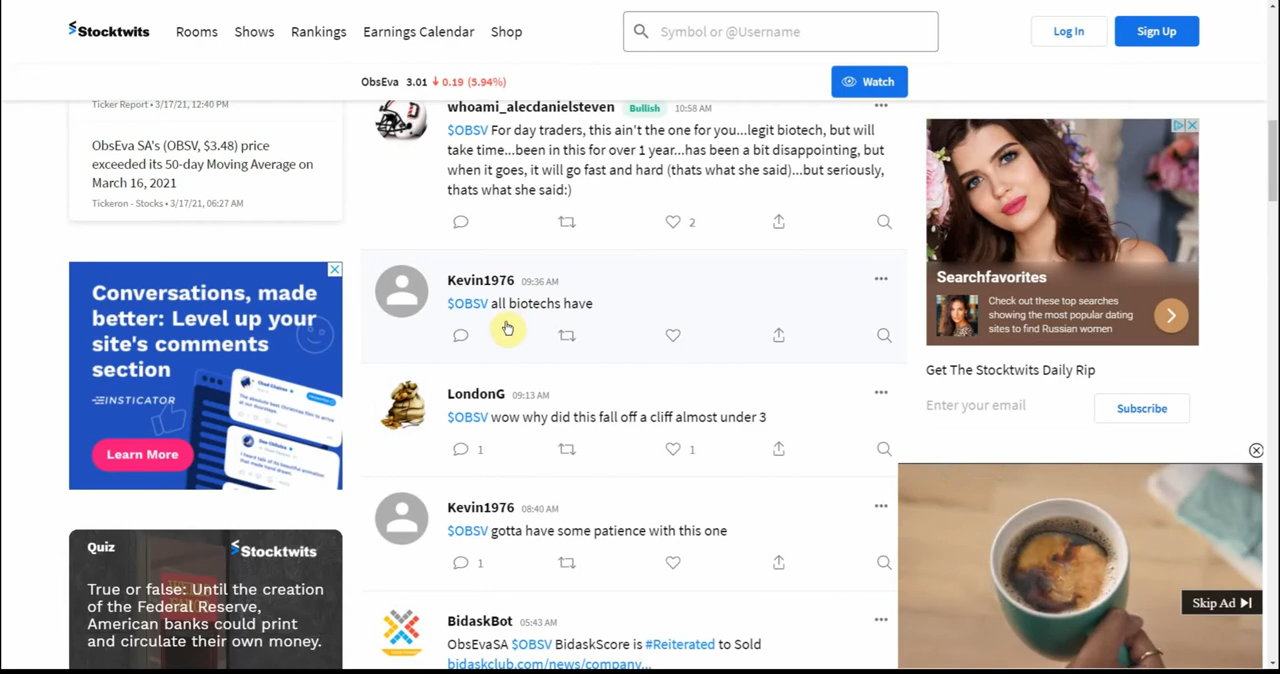 Stocktwits
Rooms
Shows
Rankings
Earnings Calendar
Shop
Symbol or @Username
Log In
Sign Up
ObsEva 3.01 0.19 (5.94%)
Watch
Ticker Report • 3/17/21, 12:40 PM
ObsEva SA's (OBSV, $3.48) price
exceeded its 50-day Moving Average on
March 16, 2021
Tickeron - Stocks • 3/17/21, 06:27 AM
Conversations, made
better: Level up your
site's comments
section
INSTICATOR
Learn More
Quiz
Stocktwits
True or false: Until the creation
of the Federal Reserve,
American banks could print
and circulate their own money.
whoami_alecdanielsteven Bullish 10:58 AM
$OBSV For day traders, this ain't the one for you...legit biotech, but will
take time...been in this for over 1 year...has been a bit disappointing, but
when it goes, it will go fast and hard (thats what she said)...but seriously,
thats what she said:)
2
Kevin1976 09:36 AM
$OBSV all biotechs have
LondonG 09:13 AM
$OBSV wow why did this fall off a cliff almost under 3
1 1
Kevin1976 08:40 AM
$OBSV gotta have some patience with this one
1
BidaskBot 05:43 AM
ObsEvaSA $OBSV BidaskScore is #Reiterated to Sold
bidaskclub.com/news/company...
Searchfavorites
Check out these top searches
showing the most popular dating
sites to find Russian women
Get The Stocktwits Daily Rip
Enter your email
Subscribe
Skip Ad